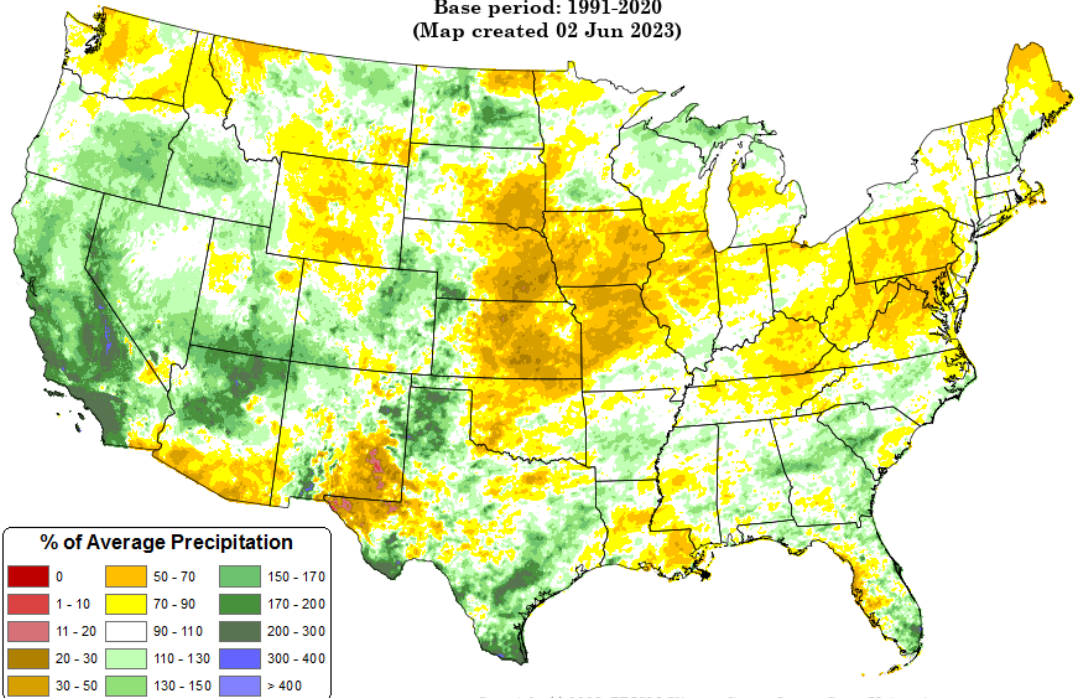 Base period: 1991-2020
(Map created 02 Jun 2023)
% of Average Precipitation
0
1 - 10
11 - 20
20 - 30
30 - 50
50 - 70
70 - 90
90 - 110
110 - 130
130 - 150
150 - 170
170 - 200
200 - 300
300 - 400
> 400